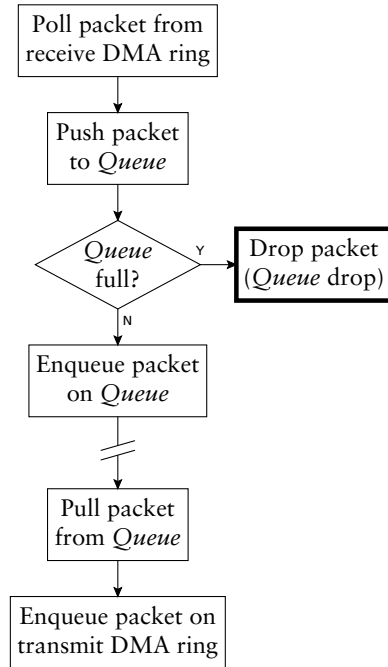 Poll packet from
receive DMA ring
Push packet
to Queue
Queue
full?
Y
Drop packet
(Queue drop)
N
Enqueue packet
on Queue
Pull packet
from Queue
Enqueue packet on
transmit DMA ring